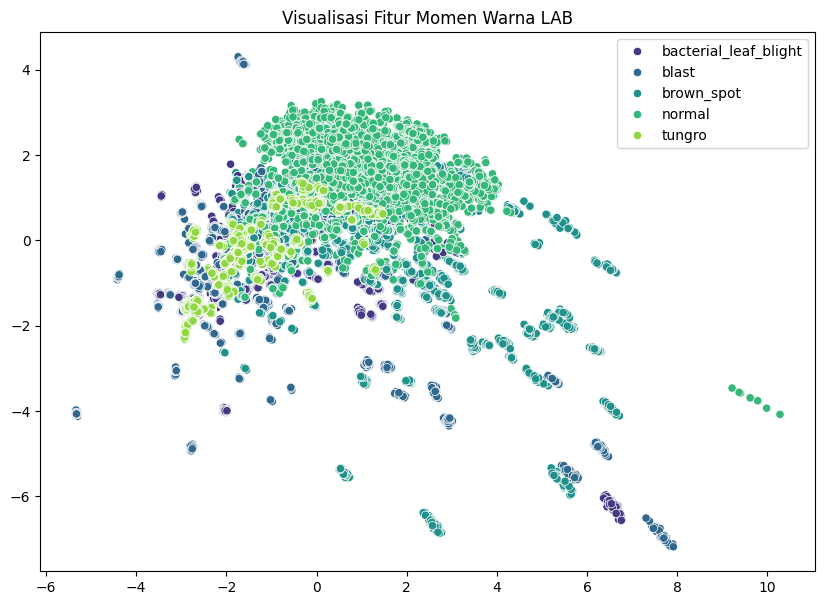 Visualisasi Fitur Momen Warna LAB
bacterial_leaf_blight
blast
brown_spot
normal
tungro
4
2
0
−2
−4
−6
−6
−4
−2
0
2
4
6
8
10